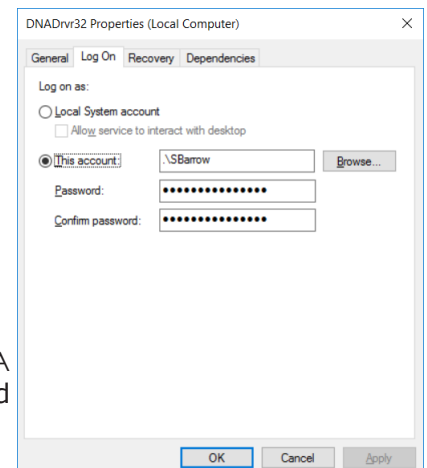 DNADrvr32 Properties (Local Computer)
General Log On Recovery Dependencies
Log on as:
Local System account
Allow service to interact with desktop
This account: .\SBarrow Browse...
Password: •••••••••••••••
Confirm password: •••••••••••••••
A
d
OK Cancel Apply